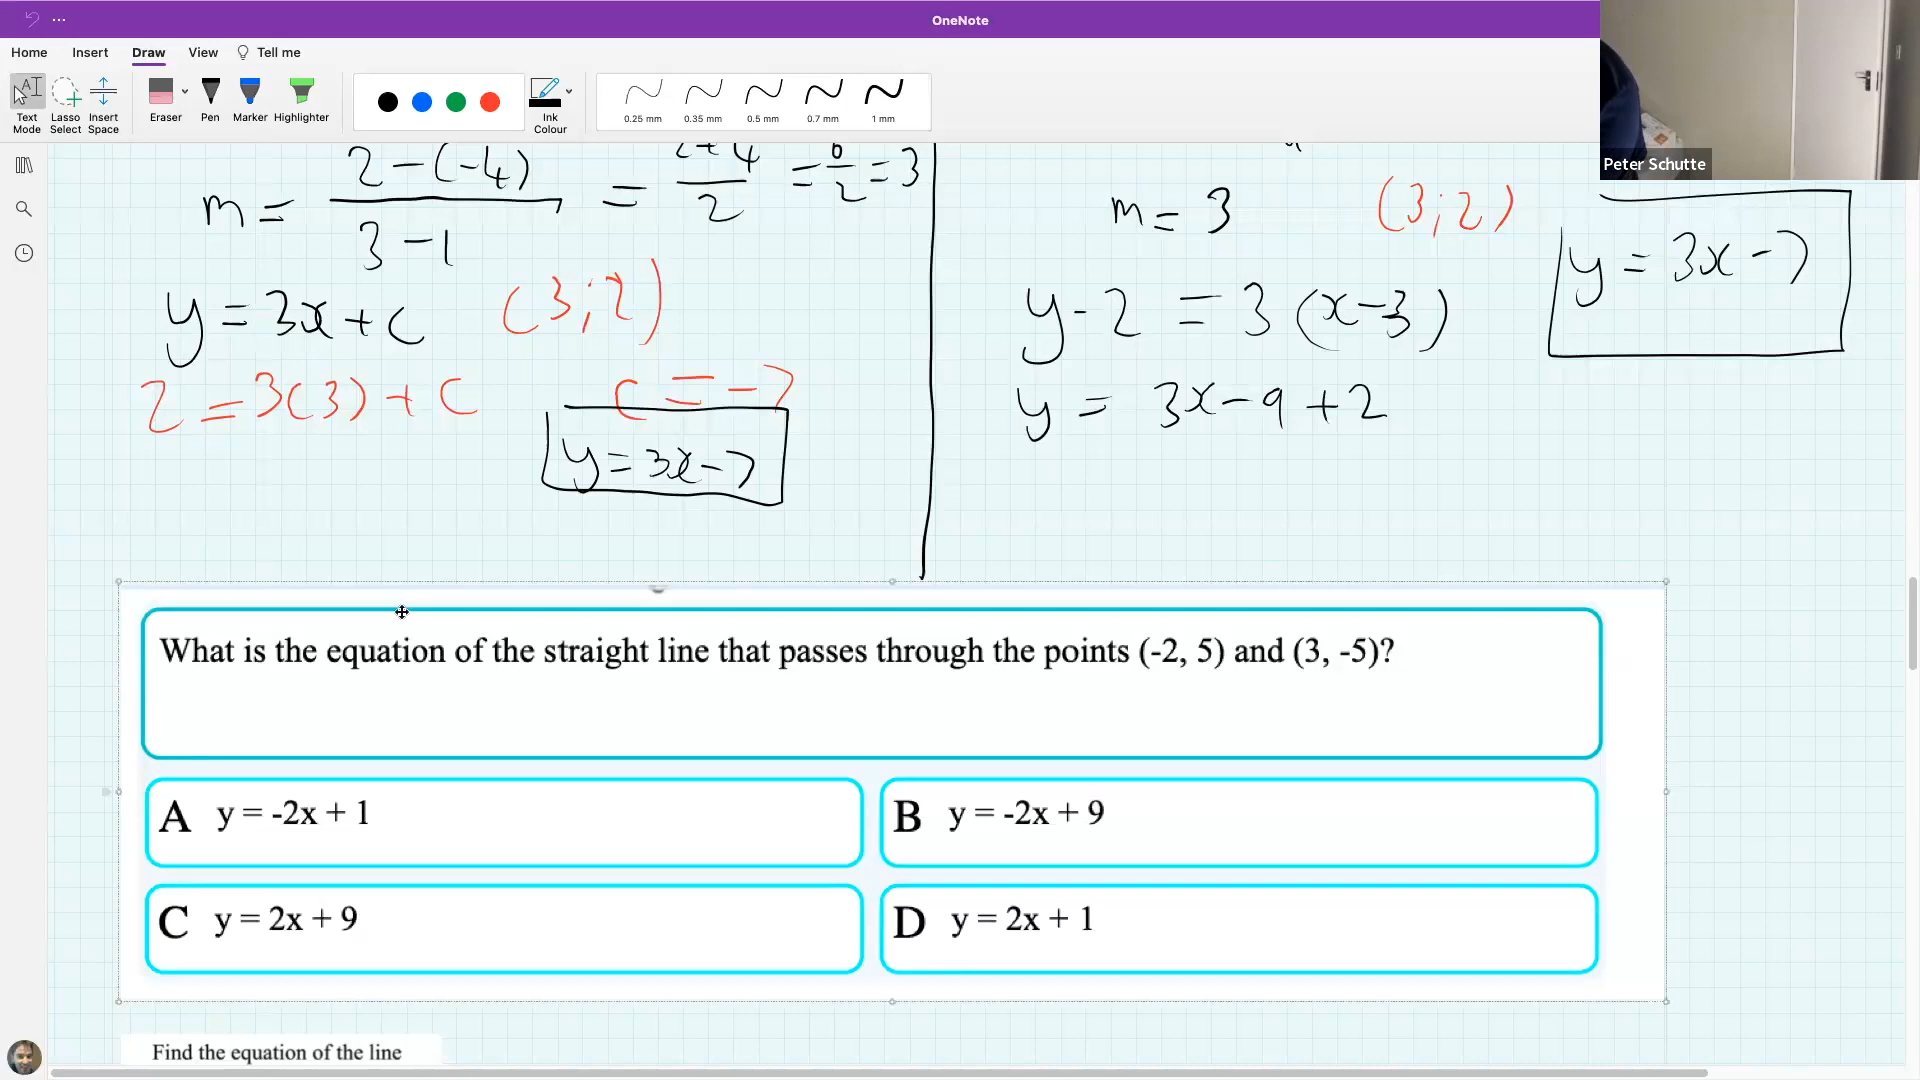 OneNote
Home Insert Draw View Tell me
Text Mode Lasso Select Insert Space Eraser Pen Marker Highlighter Ink Colour 0.25 mm 0.35 mm 0.5 mm 0.7 mm 1 mm
Peter Schutte
m = 2-(-4) / 3-1 = 2+4 / 2 = 6/2 = 3
y = 3x + c (3;2)
2 = 3(3) + c c = -7
y = 3x - 7
m = 3 (3;2)
y - 2 = 3(x-3)
y = 3x - 9 + 2
y = 3x - 7
What is the equation of the straight line that passes through the points (-2, 5) and (3, -5)?
A y = -2x + 1
B y = -2x + 9
C y = 2x + 9
D y = 2x + 1
Find the equation of the line